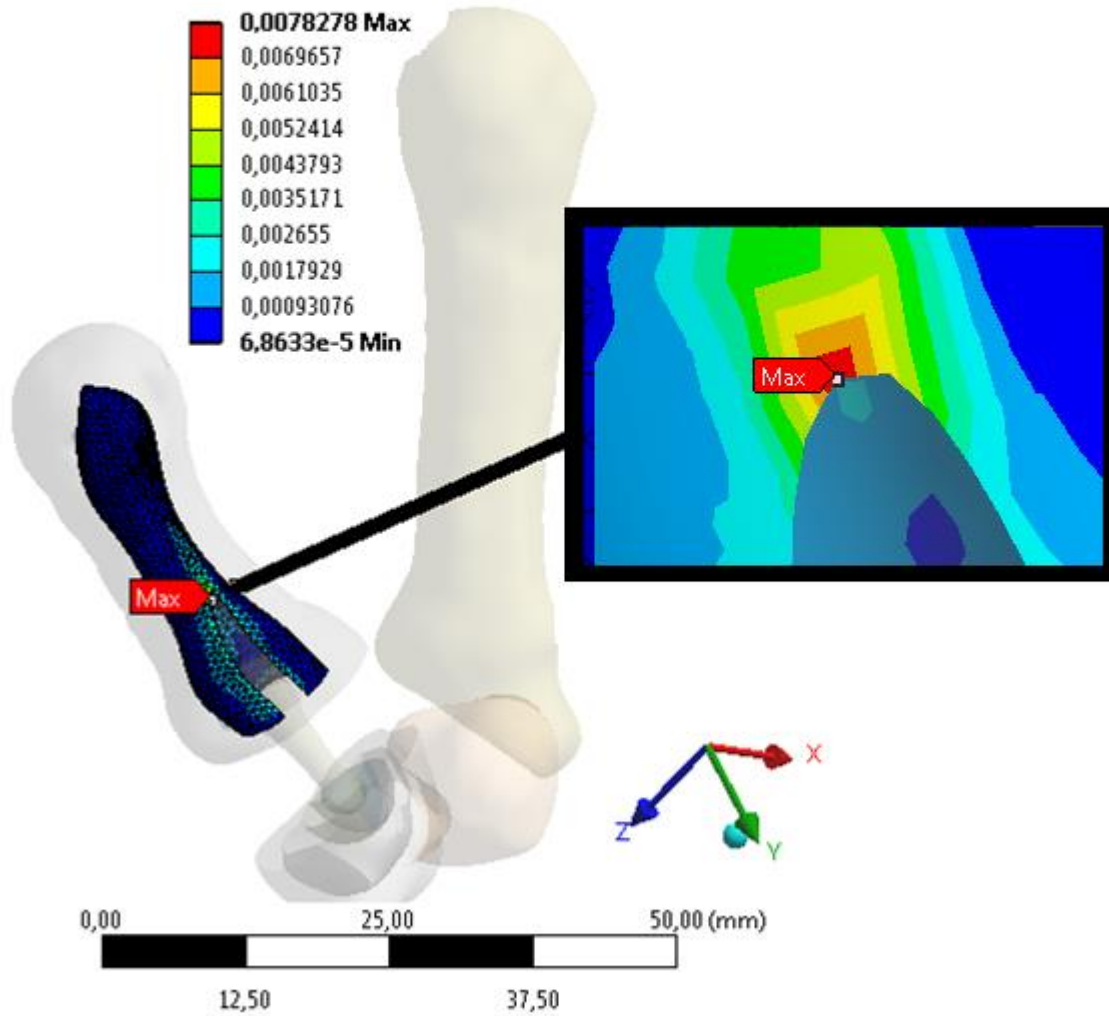 0,0078278 Max
0,0069657
0,0061035
0,0052414
0,0043793
0,0035171
0,002655
0,0017929
0,00093076
6,8633e-5 Min
Max
Max
X
Z
Y
0,00 25,00 50,00 (mm)
12,50 37,50